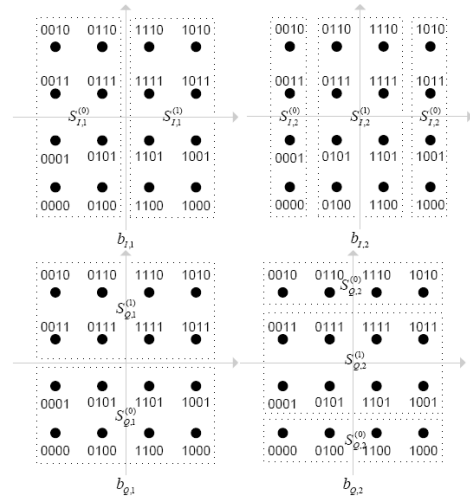 0010 0110 1110 1010 0010 0110 1110 1010
0011 0111 1111 1011 0011 0111 1111 1011
S_{I,1}^{(0)} S_{I,1}^{(1)} S_{I,2}^{(0)} S_{I,2}^{(1)} S_{I,2}^{(0)}
0001 0101 1101 1001 0001 0101 1101 1001
0000 0100 1100 1000 0000 0100 1100 1000
b_{I,1} b_{I,2}
0010 0110 1110 1010 0010 0110 1110 1010
S_{Q,1}^{(1)} S_{Q,2}^{(0)}
0011 0111 1111 1011 0011 0111 1111 1011
S_{Q,2}^{(1)}
0001 0101 1101 1001 0001 0101 1101 1001
S_{Q,1}^{(0)} S_{Q,2}^{(0)}
0000 0100 1100 1000 0000 0100 1100 1000
b_{Q,1} b_{Q,2}